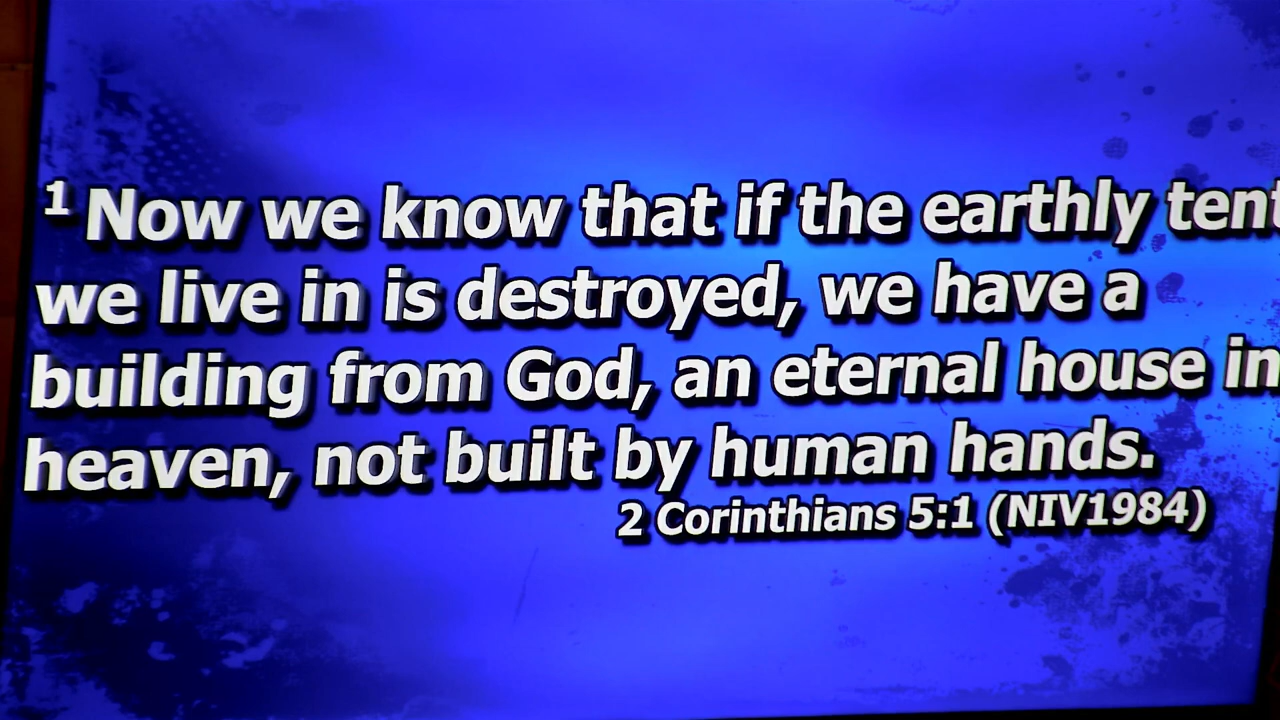 1 Now we know that if the earthly tent
we live in is destroyed, we have a
building from God, an eternal house in
heaven, not built by human hands.
2 Corinthians 5:1 (NIV1984)